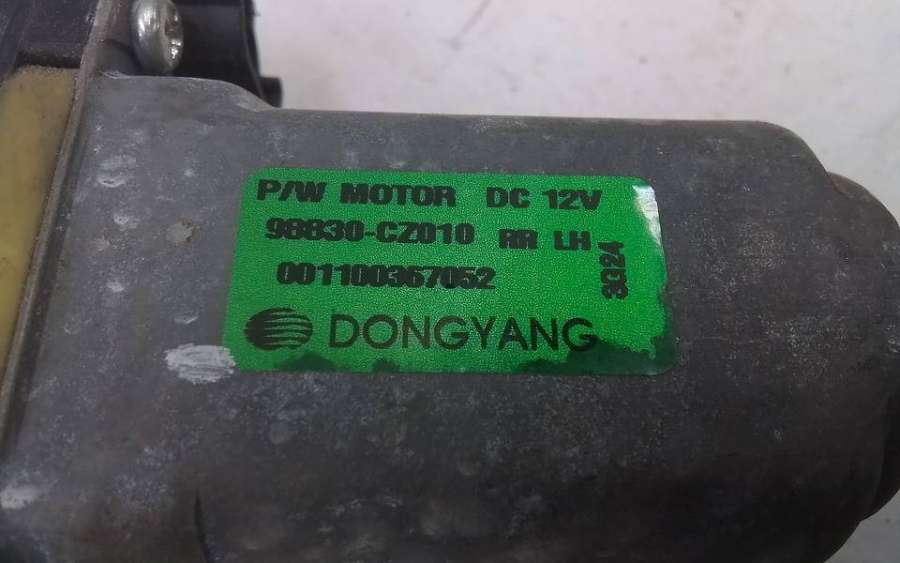 P/W MOTOR DC 12V
98830-CZ010 RR LH
001100367052
3Q24
DONGYANG